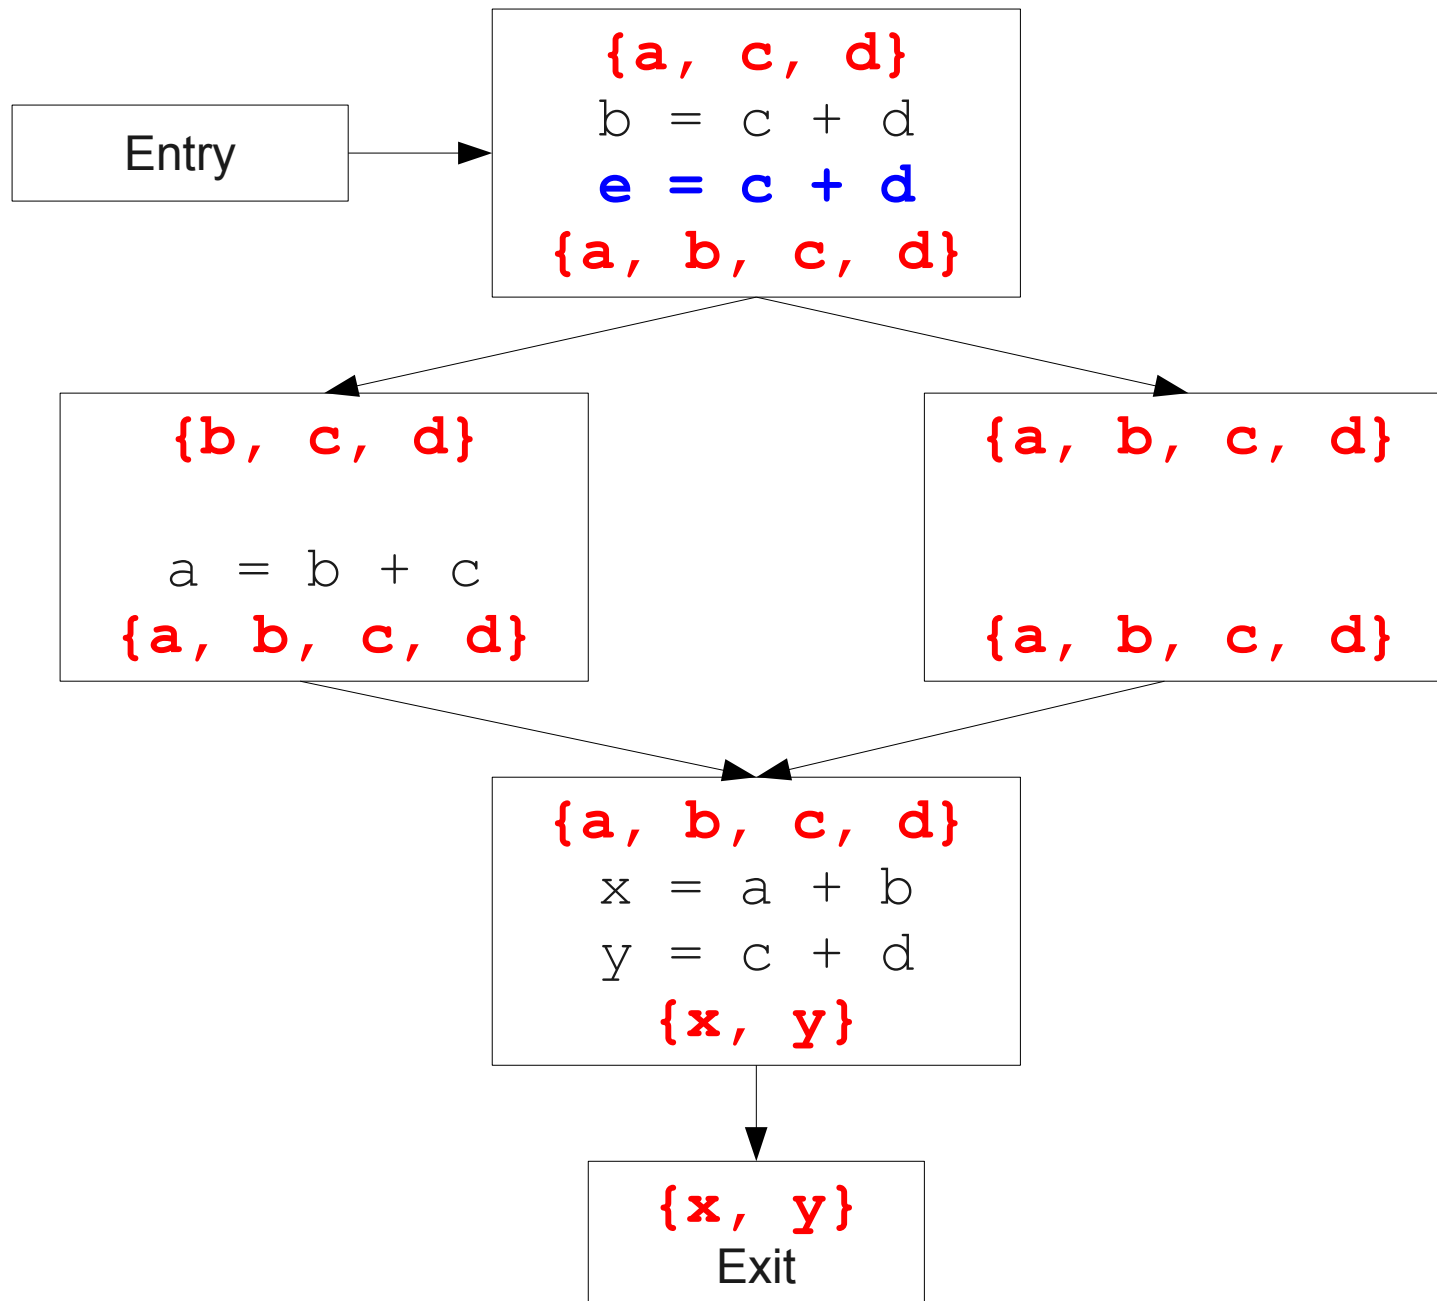 Entry
{a, c, d}
b = c + d
e = c + d
{a, b, c, d}
{b, c, d}
a = b + c
{a, b, c, d}
{a, b, c, d}
{a, b, c, d}
{a, b, c, d}
x = a + b
y = c + d
{x, y}
{x, y}
Exit